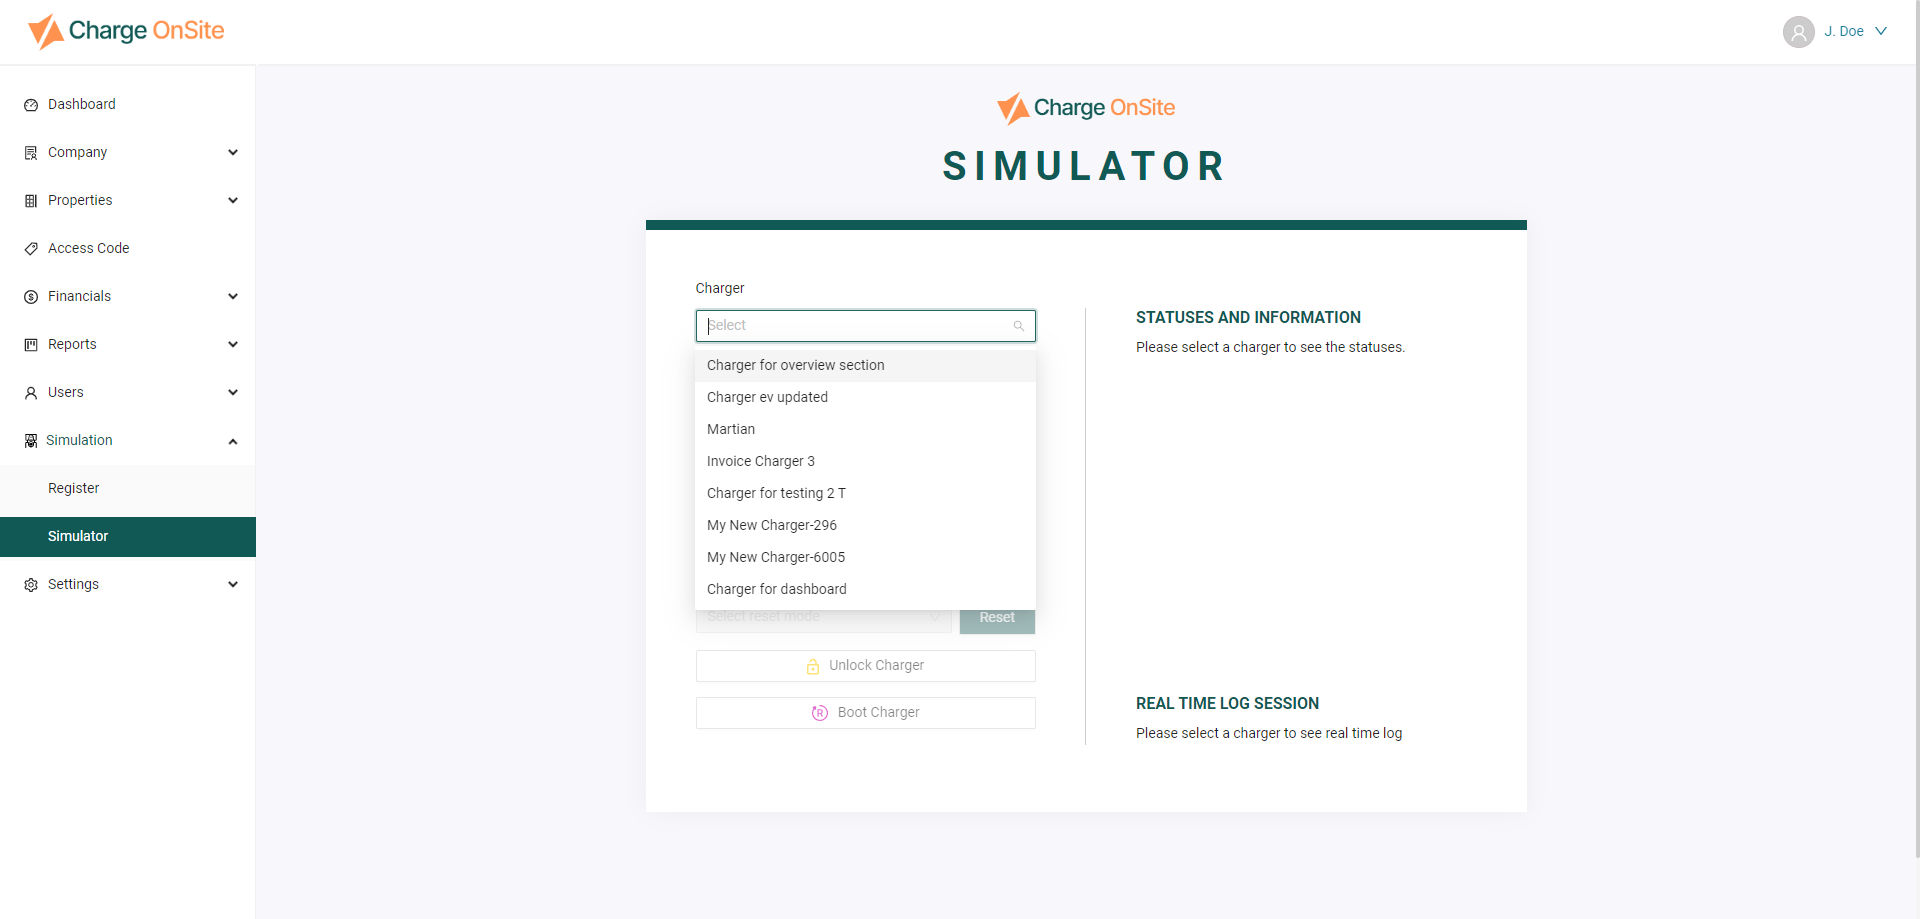 Charge OnSite
J. Doe
Dashboard
Company
Properties
Access Code
Financials
Reports
Users
Simulation
Register
Simulator
Settings
Charge OnSite
SIMULATOR
Charger
Select
Charger for overview section
Charger ev updated
Martian
Invoice Charger 3
Charger for testing 2 T
My New Charger-296
My New Charger-6005
Charger for dashboard
Select reset mode
Reset
Unlock Charger
Boot Charger
STATUSES AND INFORMATION
Please select a charger to see the statuses.
REAL TIME LOG SESSION
Please select a charger to see real time log